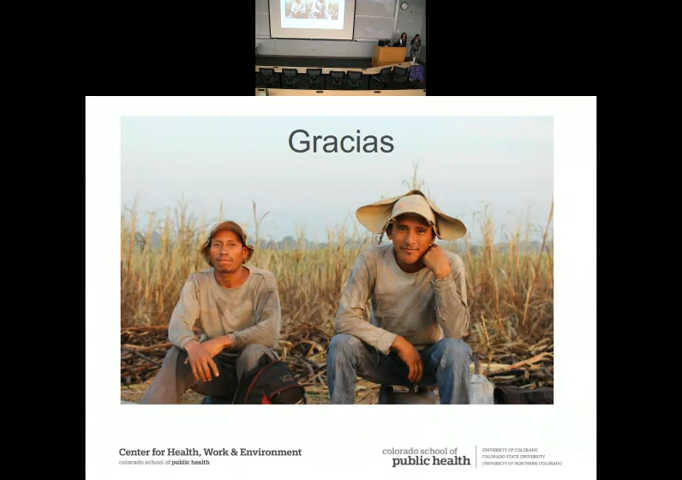 Gracias
Center for Health, Work & Environment
colorado school of public health
colorado school of
public health
UNIVERSITY OF COLORADO
COLORADO STATE UNIVERSITY
UNIVERSITY OF NORTHERN COLORADO